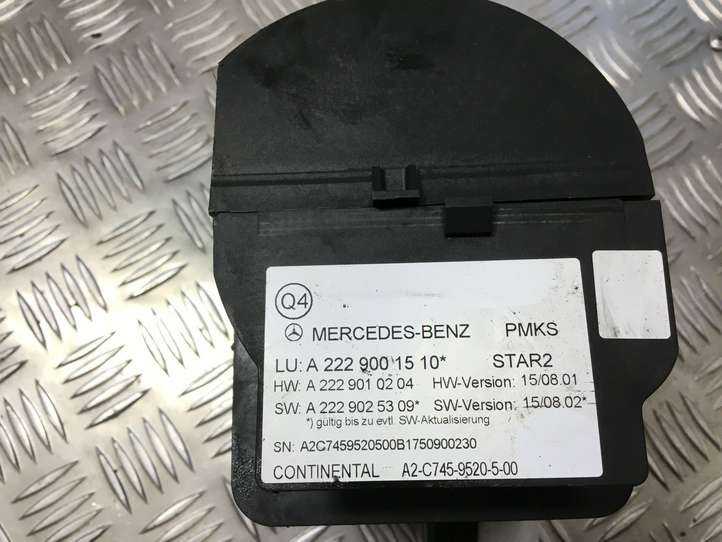 Q4
MERCEDES-BENZ PMKS
LU: A 222 900 15 10* STAR2
HW: A 222 901 02 04 HW-Version: 15/08.01
SW: A 222 902 53 09* SW-Version: 15/08.02*
*) gültig bis zu evtl. SW-Aktualisierung
SN: A2C7459520500B1750900230
CONTINENTAL A2-C745-9520-5-00